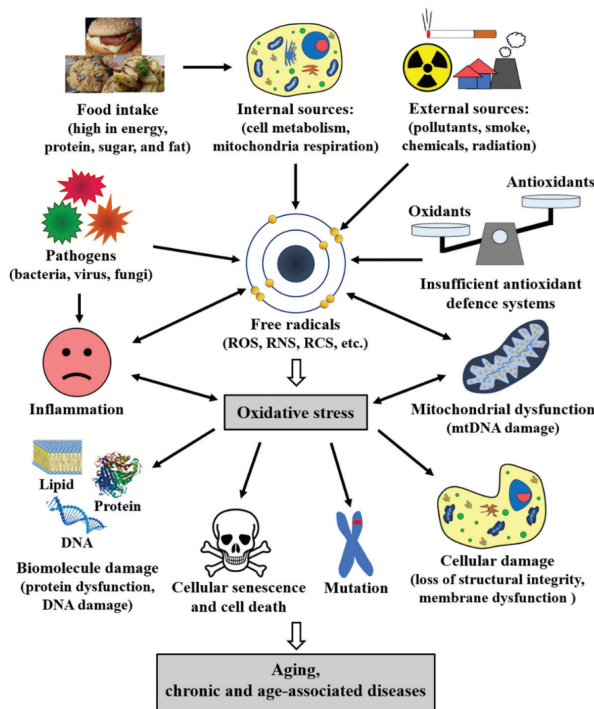 Food intake
(high in energy,
protein, sugar, and fat)
Internal sources:
(cell metabolism,
mitochondria respiration)
External sources:
(pollutants, smoke,
chemicals, radiation)
Pathogens
(bacteria, virus, fungi)
Antioxidants
Oxidants
Insufficient antioxidant
defence systems
Free radicals
(ROS, RNS, RCS, etc.)
Inflammation
Oxidative stress
Mitochondrial dysfunction
(mtDNA damage)
Lipid
Protein
DNA
Biomolecule damage
(protein dysfunction,
DNA damage)
Cellular senescence
and cell death
Mutation
Cellular damage
(loss of structural integrity,
membrane dysfunction )
Aging,
chronic and age-associated diseases